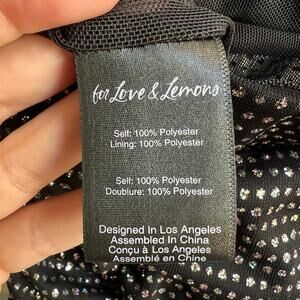 for Love & Lemons
Self: 100% Polyester
Lining: 100% Polyester
Self: 100% Polyester
Doublure: 100% Polyester
Designed In Los Angeles
Assembled In China
Conçu à Los Angeles
Assemblé en Chine